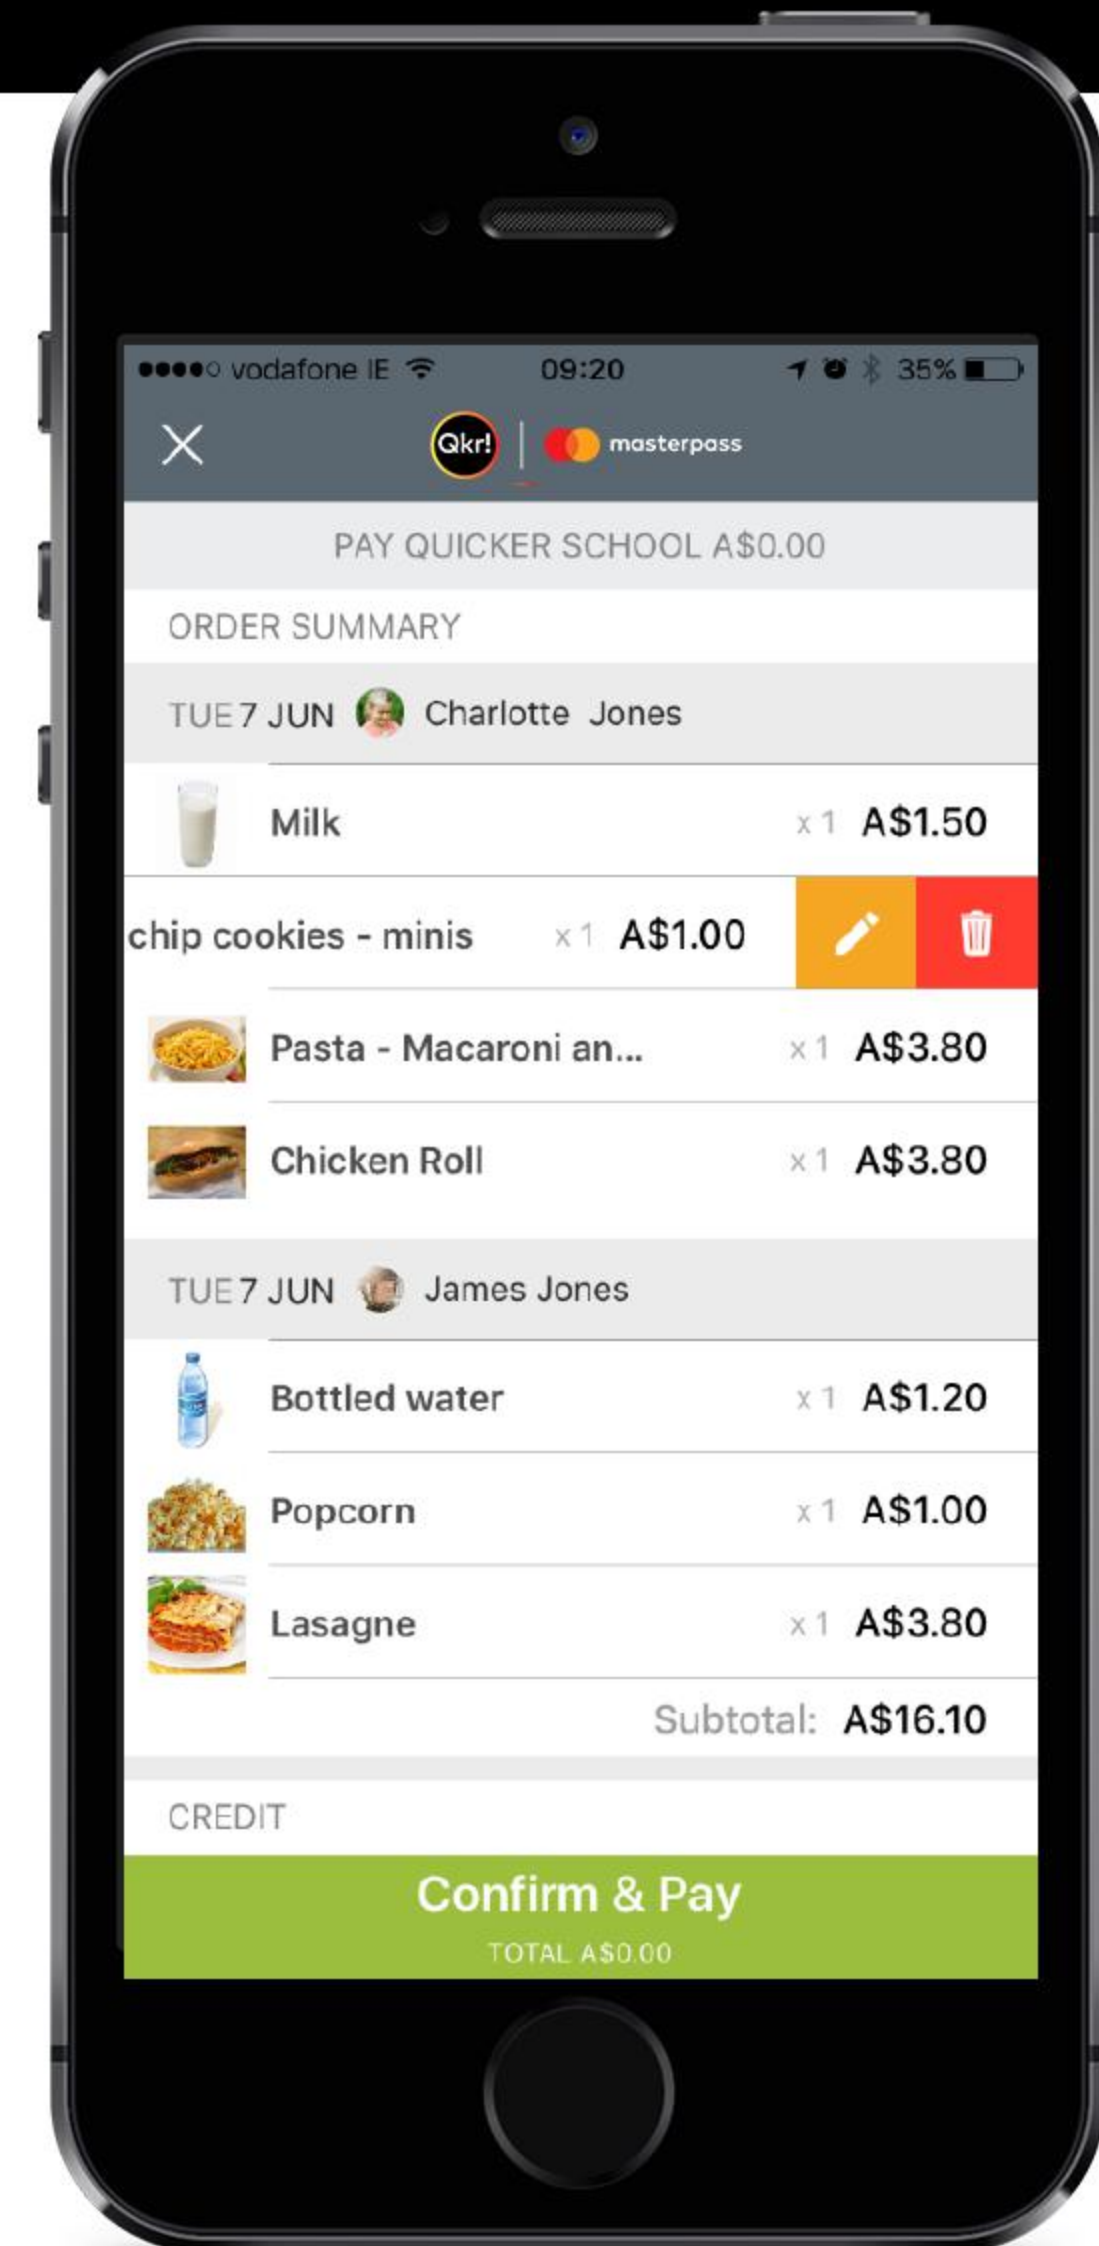 vodafone IE 09:20 35%
Qkr! masterpass
PAY QUICKER SCHOOL A$0.00
ORDER SUMMARY
TUE 7 JUN Charlotte Jones
Milk x 1 A$1.50
chip cookies - minis x 1 A$1.00
Pasta - Macaroni an... x 1 A$3.80
Chicken Roll x 1 A$3.80
TUE 7 JUN James Jones
Bottled water x 1 A$1.20
Popcorn x 1 A$1.00
Lasagne x 1 A$3.80
Subtotal: A$16.10
CREDIT
Confirm & Pay
TOTAL A$0.00